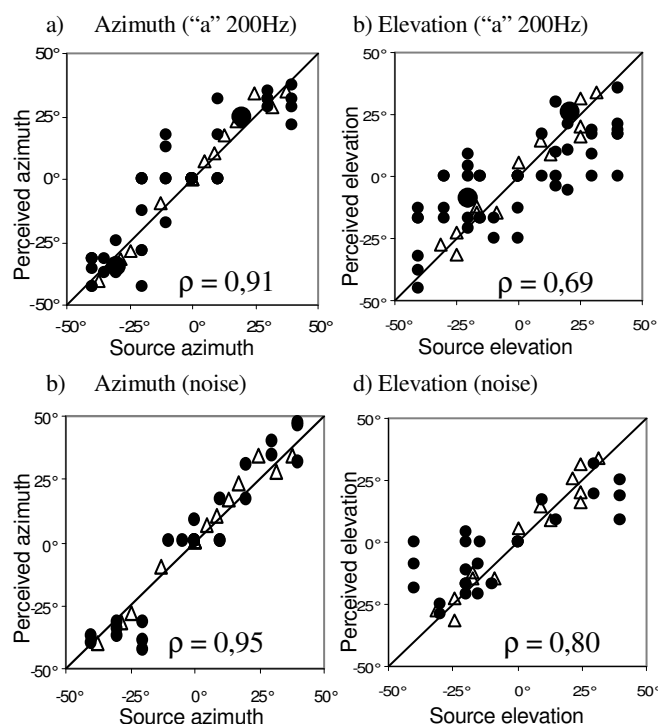 a) Azimuth (“a” 200Hz)
50°
25°
0°
-25°
-50°
-50° -25° 0° 25° 50°
Perceived azimuth
Source azimuth
ρ = 0,91
b) Elevation (“a” 200Hz)
50°
25°
0°
-25°
-50°
-50° -25° 0° 25° 50°
Perceived elevation
Source elevation
ρ = 0,69
b) Azimuth (noise)
50°
25°
0°
-25°
-50°
-50° -25° 0° 25° 50°
Perceived azimuth
Source azimuth
ρ = 0,95
d) Elevation (noise)
50°
25°
0°
-25°
-50°
-50° -25° 0° 25° 50°
Perceived elevation
Source elevation
ρ = 0,80